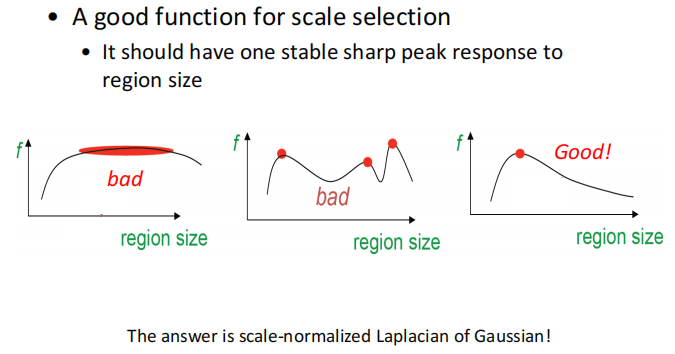 • A good function for scale selection
• It should have one stable sharp peak response to
region size
f
bad
region size
f
bad
region size
f
Good!
region size
The answer is scale-normalized Laplacian of Gaussian!